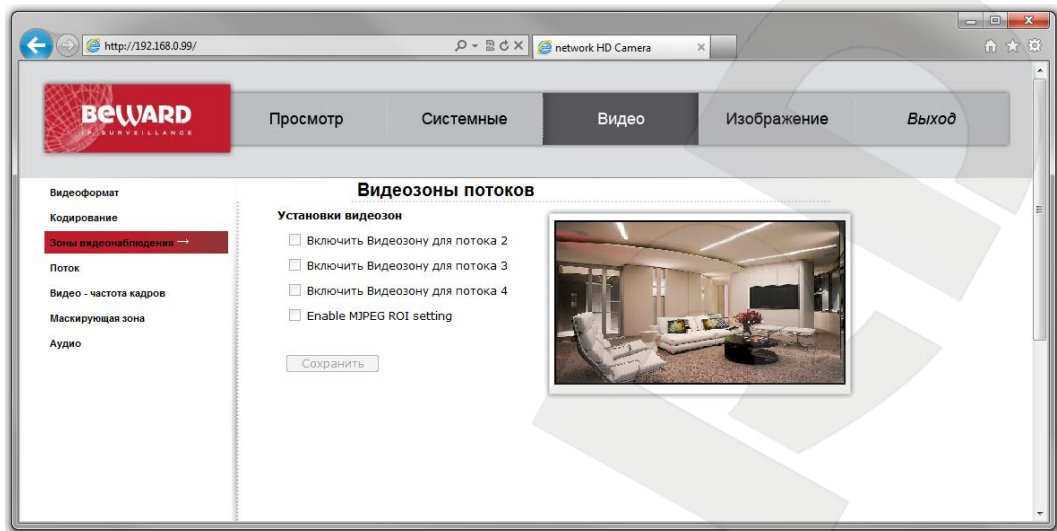 http://192.168.0.99/
network HD Camera
BEWARD
IP SURVEILLANCE
Просмотр
Системные
Видео
Изображение
Выход
Видеоформат
Кодирование
Зоны видеонаблюдения →
Поток
Видео - частота кадров
Маскирующая зона
Аудио
Видеозоны потоков
Установки видеозон
Включить Видеозону для потока 2
Включить Видеозону для потока 3
Включить Видеозону для потока 4
Enable MJPEG ROI setting
Сохранить